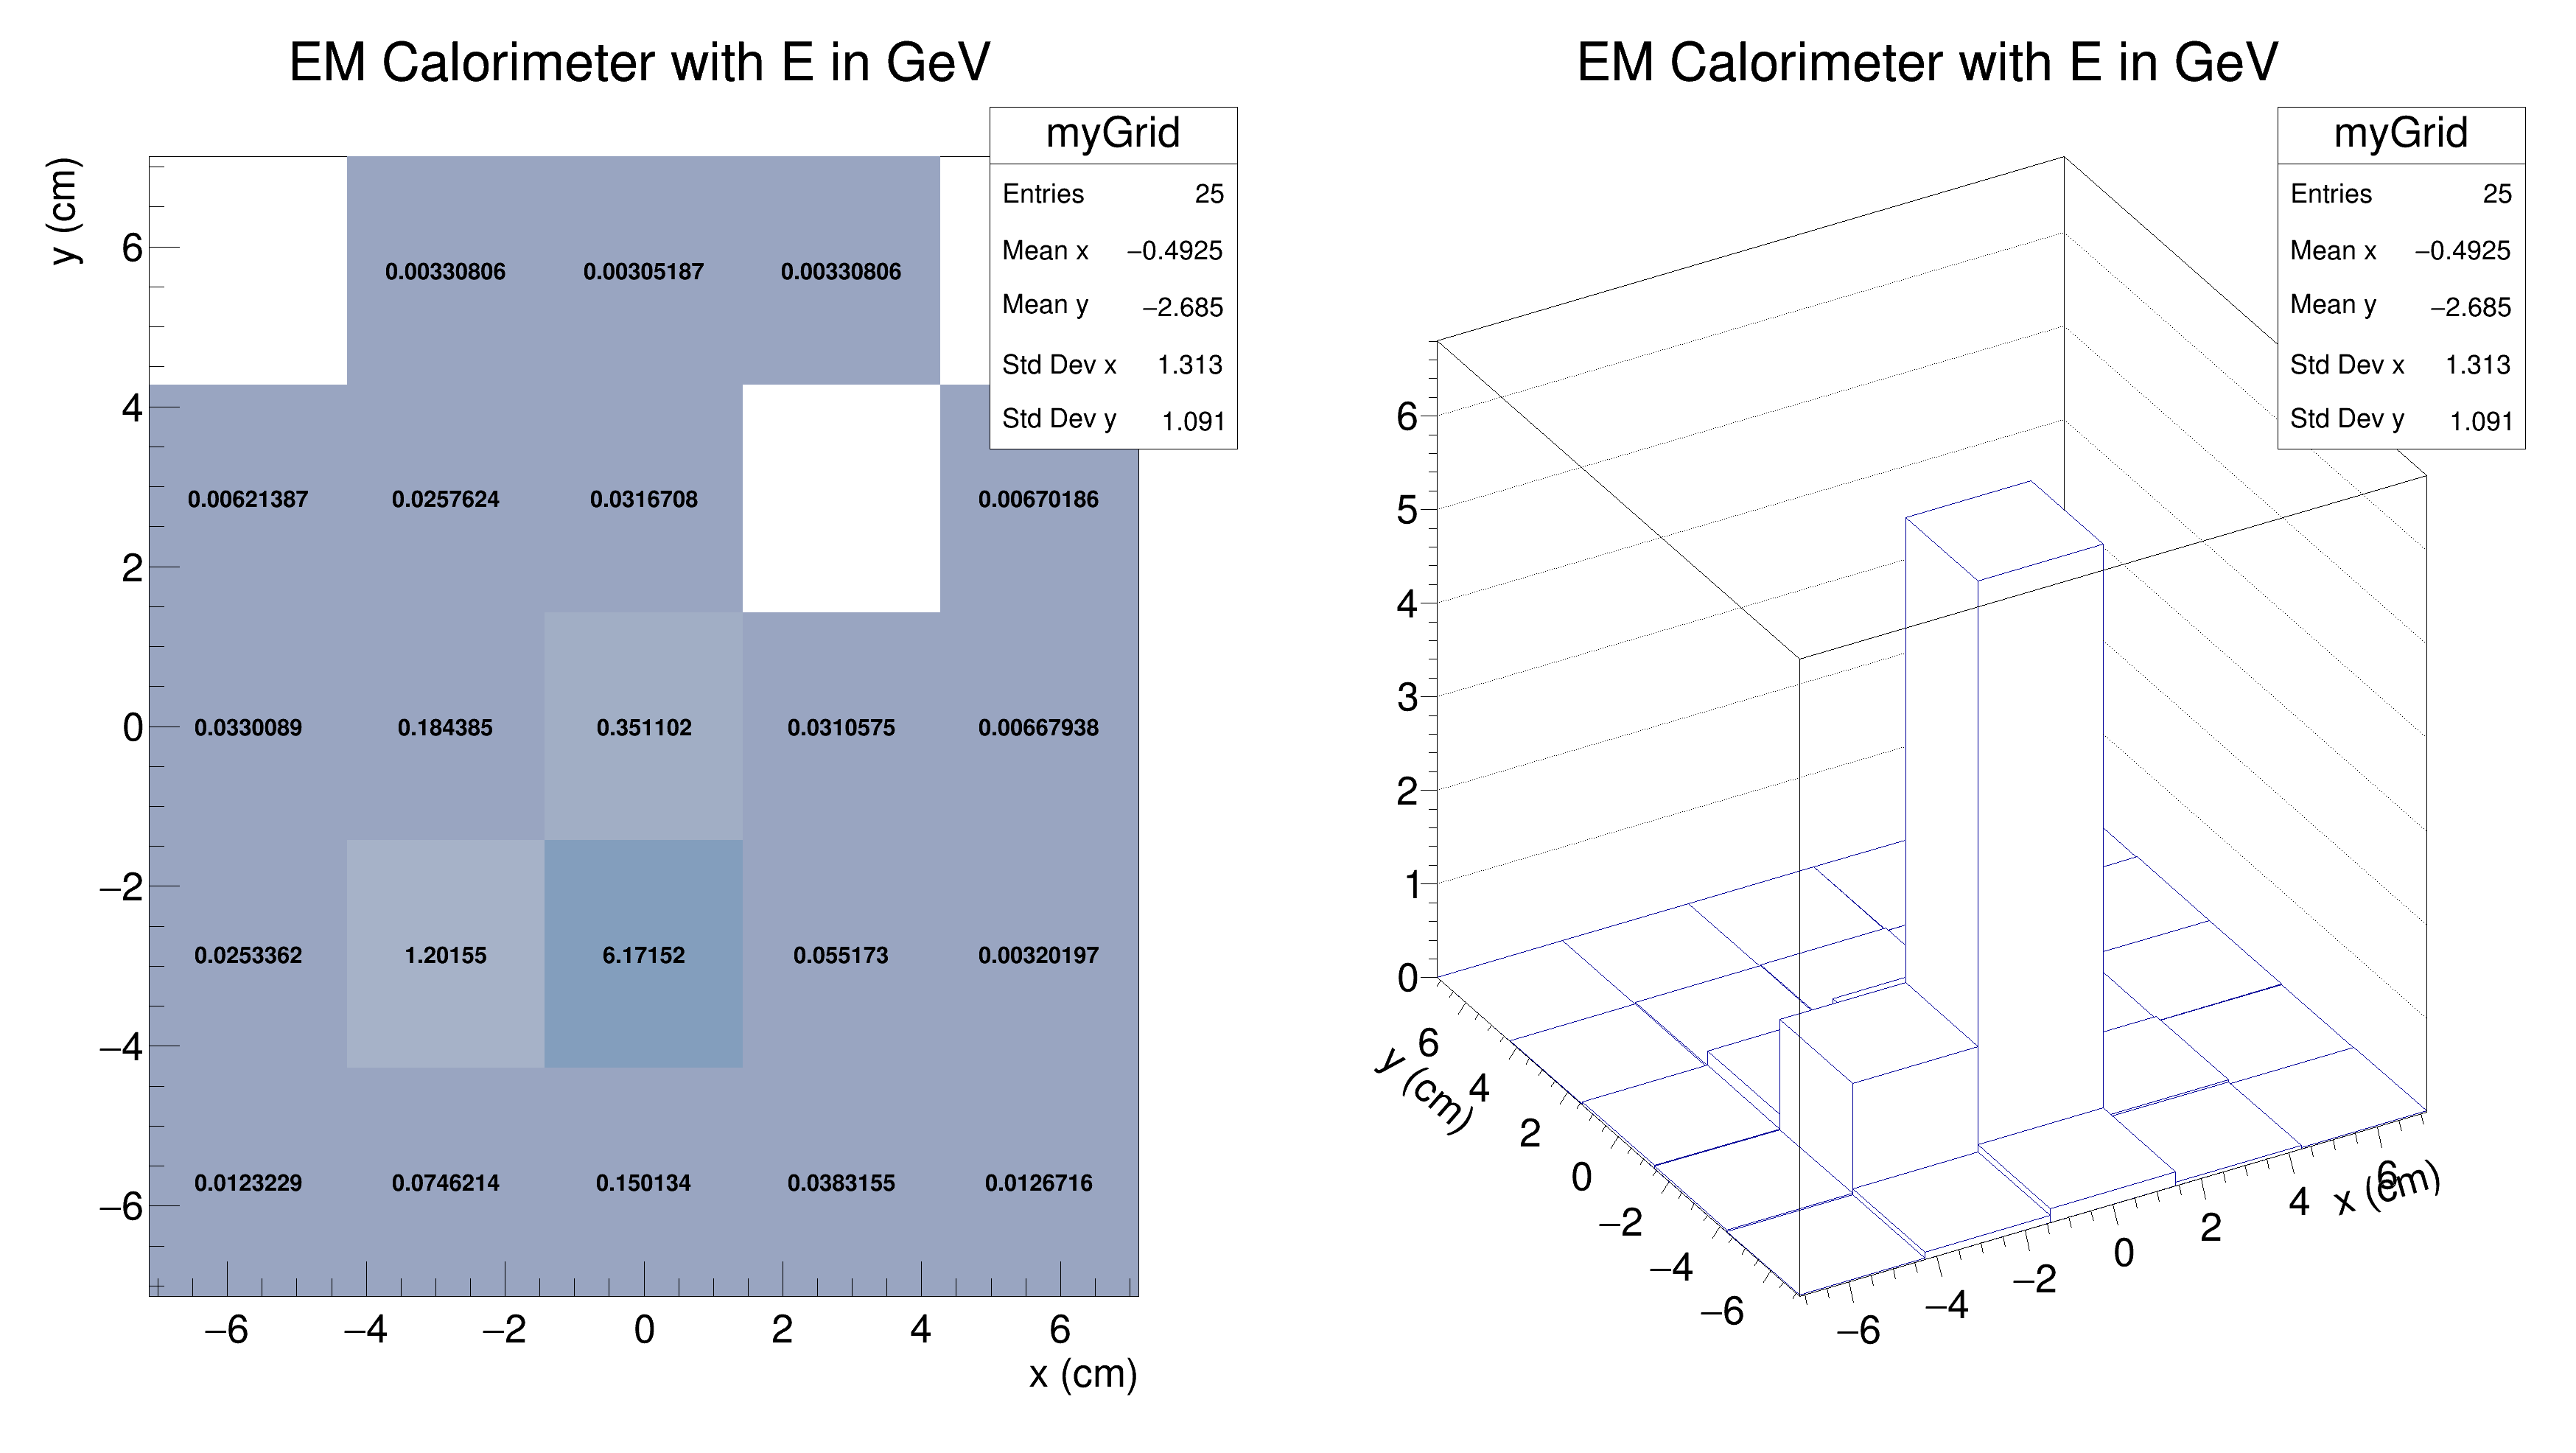 EM Calorimeter with E in GeV
myGrid
Entries 25
Mean x −0.4925
Mean y −2.685
Std Dev x 1.313
Std Dev y 1.091
y (cm)
6
4
2
0
−2
−4
−6
0.00330806 0.00305187 0.00330806
0.00621387 0.0257624 0.0316708 0.00670186
0.0330089 0.184385 0.351102 0.0310575 0.00667938
0.0253362 1.20155 6.17152 0.055173 0.00320197
0.0123229 0.0746214 0.150134 0.0383155 0.0126716
−6 −4 −2 0 2 4 6
x (cm)
EM Calorimeter with E in GeV
myGrid
Entries 25
Mean x −0.4925
Mean y −2.685
Std Dev x 1.313
Std Dev y 1.091
6
5
4
3
2
1
0
y (cm)
6
4
2
0
−2
−4
−6
−6 −4 −2 0 2 4 6
x (cm)